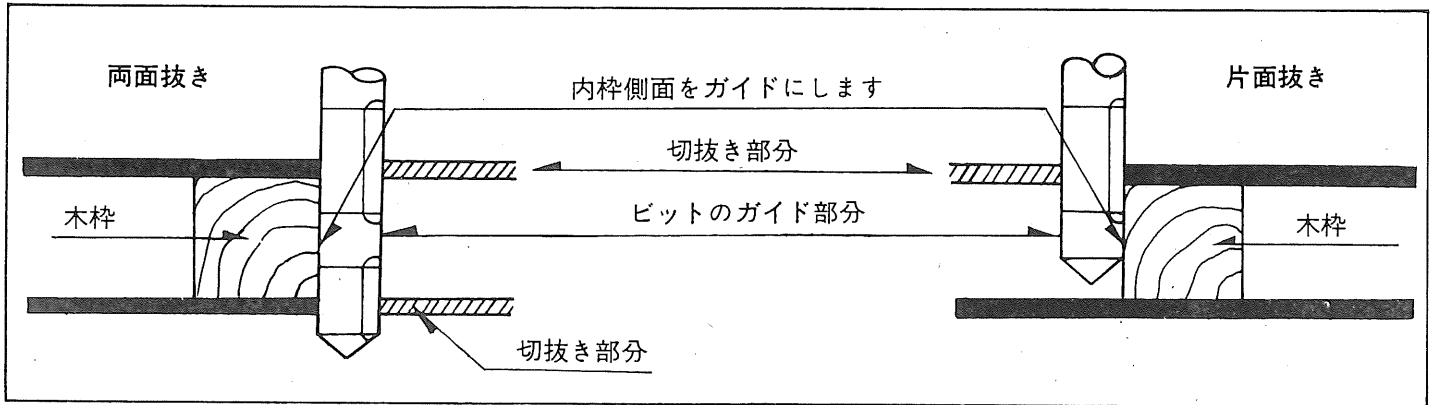 両面抜き
内枠側面をガイドにします
片面抜き
切抜き部分
木枠
ビットのガイド部分
木枠
切抜き部分